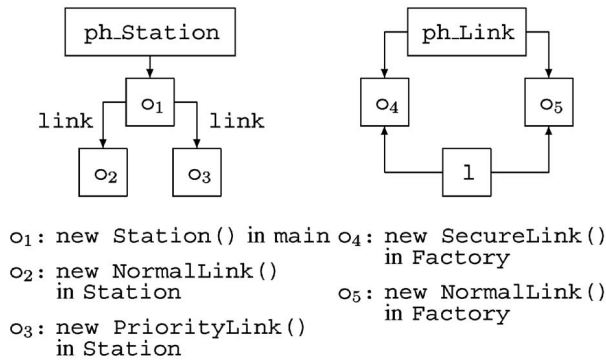 ph_Station
ph_Link
o₁
o₄
o₅
link
link
o₂
o₃
l
o₁: new Station() in main
o₂: new NormalLink()
in Station
o₃: new PriorityLink()
in Station
o₄: new SecureLink()
in Factory
o₅: new NormalLink()
in Factory